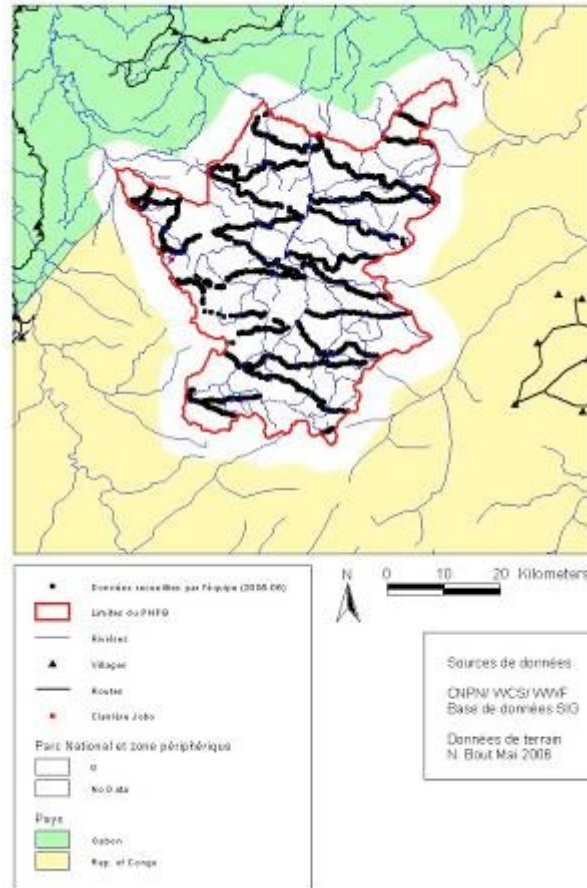 N 0 10 20 Kilometers
Données recueillies par l'équipe (2005-06)
Limites du PNPB
Rivières
Villages
Routes
Clairière Jobo
Parc National et zone périphérique
0
No Data
Pays
Gabon
Rep. of Congo
Sources de données
CNPN/ WCS/ WWF
Base de données SIG
Données de terrain
N. Bout Mai 2006